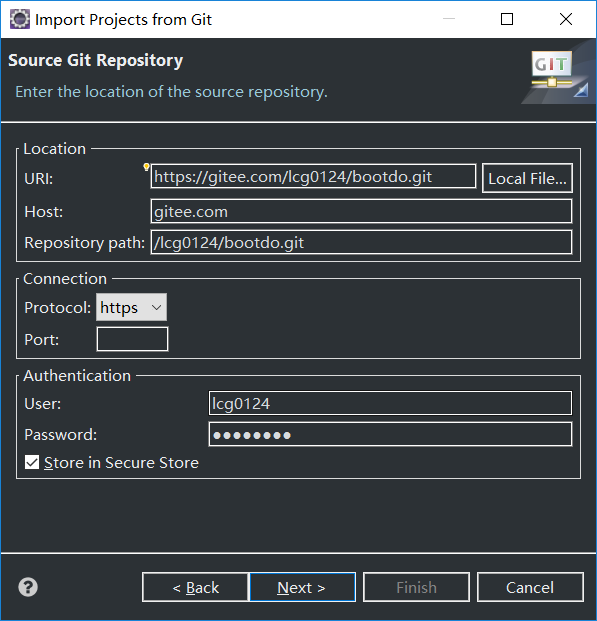 Import Projects from Git
Source Git Repository
Enter the location of the source repository.
GIT
Location
URI: https://gitee.com/lcg0124/bootdo.git Local File...
Host: gitee.com
Repository path: /lcg0124/bootdo.git
Connection
Protocol: https
Port:
Authentication
User: lcg0124
Password: ●●●●●●●●
Store in Secure Store
< Back Next > Finish Cancel